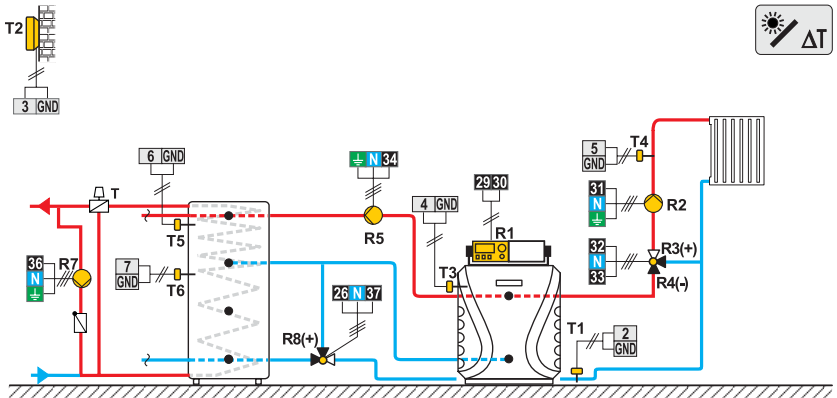 T2
ΔT
3 GND
6 GND
N 34
4 GND
29 30
5
GND
T4
31
N
R2
T
T5
R5
R1
32
N
33
R3(+)
R4(-)
36
N
R7
7
GND
T6
T3
26 N 37
R8(+)
T1
2
GND